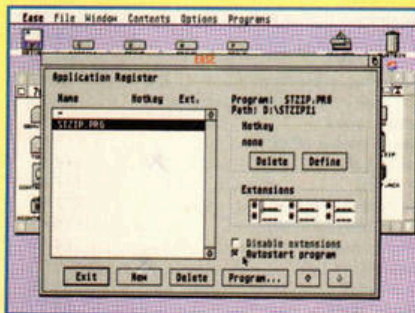 Ease File Window Contents Options Programs
EASE
Application Register
Name Hotkey Ext.
STZIP.PRG
Program: STZIP.PRG
Path: D:\STZIP21
Hotkey
none
Delete Define
Extensions
Disable extensions
Autostart program
Exit New Delete Program...